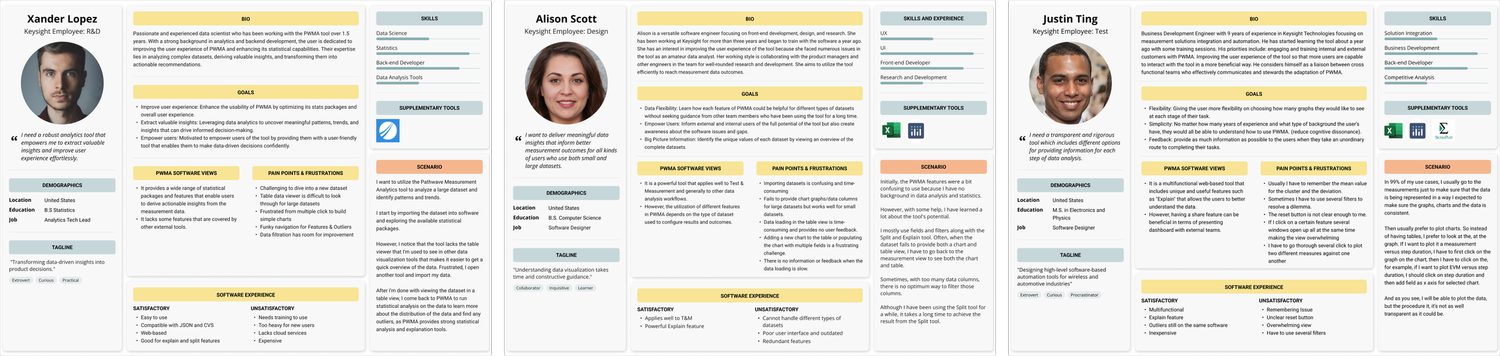 Xander Lopez
Keysight Employee: R&D
“ I need a robust analytics tool that
empowers me to extract valuable
insights and improve user
experience effortlessly.
DEMOGRAPHICS
Location United States
Education B.S Statistics
Job Analytics Tech Lead
TAGLINE
"Transforming data-driven insights into
product decisions."
Extrovert Curious Practical
BIO
Passionate and experienced data scientist who has been working with the PWMA tool over 1.5
years. With a strong background in analytics and backend development, the user is dedicated to
improving the user experience of PWMA and enhancing its statistical capabilities. Their expertise
lies in analyzing complex datasets, deriving valuable insights, and transforming them into
actionable recommendations.
GOALS
• Improve user experience: Enhance the usability of PWMA by optimizing its stats packages and
overall user experience.
• Extract valuable insights: Leveraging data analytics to uncover meaningful patterns, trends, and
insights that can drive informed decision-making.
• Empower users: Motivated to empower users of the tool by providing them with a user-friendly
tool that enables them to make data-driven decisions confidently.
PWMA SOFTWARE VIEWS
• It provides a wide range of statistical
packages and features that enable users
to derive actionable insights from the
measurement data.
• It lacks some features that are covered by
other external tools.
PAIN POINTS & FRUSTRATIONS
• Challenging to dive into a new dataset
• Table data viewer is difficult to look
through for large datasets
• Frustrated from multiple click to build
simple charts
• Funky navigation for Features & Outliers
• Data filtration has room for improvement
SOFTWARE EXPERIENCE
SATISFACTORY
• Easy to use
• Compatible with JSON and CVS
• Web-based
• Good for explain and split features
UNSATISFACTORY
• Needs training to use
• Too heavy for new users
• Lacks cloud services
• Expensive
SKILLS
Data Science
Statistics
Back-end Developer
Data Analysis Tools
SUPPLEMENTARY TOOLS
SCENARIO
I want to utilize the Pathwave Measurement
Analytics tool to analyze a large dataset and
identify patterns and trends.
I start by importing the dataset into software
and exploring the available statistical
packages.
However, I notice that the tool lacks the table
viewer that I'm used to see in other data
visualization tools that makes it easier to get a
quick overview of the data. Frustrated, I open
another tool and import my data.
After I'm done with viewing the dataset in a
table view, I come back to PWMA to run
statistical analysis on the data to learn more
about the distribution of the data and find any
outliers, as PWMA provides strong statistical
analysis and explanation tools.
Alison Scott
Keysight Employee: Design
“ I want to deliver meaningful data
insights that inform better
measurement outcomes for all kinds
of users who use both small and
large datasets.
DEMOGRAPHICS
Location United States
Education B.S. Computer Science
Job Software Designer
TAGLINE
"Understanding data visualization takes
time and constructive guidance."
Collaborator Inquisitive Learner
BIO
Alison is a versatile software engineer focusing on front-end development, design, and research. She
has been working at Keysight for more than three years and began to train with the software a year ago.
She has an interest in improving the user experience of the tool because she faced numerous issues in
the tool as an amateur data analyst. Her working style is collaborating with the product managers and
other engineers in the team for well-rounded research and development. She aims to utilize the tool
efficiently to reach measurement data outcomes.
GOALS
• Data Flexibility: Learn how each feature of PWMA could be helpful for different types of datasets
without seeking guidance from other team members who have been using the tool for a long time.
• Empower Users: Inform external and internal users of the full potential of the tool but also create
awareness about the software issues and gaps.
• Big Picture Information: Identify the unique values of each dataset by viewing an overview of the
complete datasets.
PWMA SOFTWARE VIEWS
• It is a powerful tool that applies well to Test &
Measurement and generally to other data
analysis workflows.
• However, the utilization of different features
in PWMA depends on the type of dataset
used to configure results and outcomes.
PAIN POINTS & FRUSTRATIONS
• Importing datasets is confusing and time-
consuming.
• Fails to provide chart graphs/data columns
for large datasets but works well for small
datasets.
• Data loading in the table view is time-
consuming and provides no user feedback.
• Adding a new chart to the table or populating
the chart with multiple fields is a frustrating
challenge.
• There is no information or feedback when the
data loading is slow.
SOFTWARE EXPERIENCE
SATISFACTORY
• Applies well to T&M
• Powerful Explain feature
UNSATISFACTORY
• Cannot handle different types of
datasets
• Poor user interface and outdated
• Redundant features
SKILLS AND EXPERIENCE
UX
UI
Front-end Developer
Research and Development
SUPPLEMENTARY TOOLS
SCENARIO
Initially, the PWMA features were a bit
confusing to use because I have no
background in data analysis and statistics.
However, with some help, I have learned a
lot about the tool's potential.
I mostly use fields and filters along with the
Split and Explain tool. Often, when the
dataset fails to provide both a chart and
table view, I have to go back to the
measurement view to see both the chart
and table.
Sometimes, with too many data columns,
there is no optimum way to filter those
columns.
Although I have been using the Split tool for
a while, it takes a long time to achieve the
result from the Split tool.
Justin Ting
Keysight Employee: Test
“ I need a transparent and rigorous
tool which includes different options
for providing information for each
step of data analysis.
DEMOGRAPHICS
Location United States
Education M.S. in Electronics and
Physics
Job Software Designer
TAGLINE
"Designing high-level software-based
automation tools for wireless and
automotive industries"
Extrovert Curious Procrastinator
BIO
Business Development Engineer with 9 years of experience in Keysight Technologies focusing on
measurement solutions integration and automation. He has started learning the tool about a year
ago with some training sessions. His priorities include: engaging and training internal and external
customers with PWMA. Improving the user experience of the tool so that more users are capable
to interact with the tool in a more beneficial way. He considers himself as a liaison between cross
functional teams who effectively communicates and stewards the adaptation of PWMA.
GOALS
• Flexibility: Giving the user more flexibility on choosing how many graphs they would like to see
at each step of that stage.
• Simplicity: No matter how many years of experience and what type of background the user's
have, they would all be able to understand how to use PWMA. (reduce cognitive dissonance).
• Feedback: provide as much information as possible to the users when they take an unordinary
route to completing their tasks.
PWMA SOFTWARE VIEWS
• It is a multifunctional web-based tool that
includes unique and useful features such
as "Explain" that allows the users to better
understand the data.
• However, having a share feature can be
beneficial in terms of presenting
dashboard with external teams.
PAIN POINTS & FRUSTRATIONS
• Usually I have to remember the mean value
for the cluster and the deviation.
• Sometimes I have to use several filters to
resolve a dilemma.
• The reset button is not clear enough to me.
• If I click on a certain feature several
windows open up all at the same time
making the view overwhelming
• I have to go thorough several click to plot
two different measures against one
another
SOFTWARE EXPERIENCE
SATISFACTORY
• Multifunctional
• Explain feature
• Outliers still on the same software
• Inexpensive
UNSATISFACTORY
• Remembering Issue
• Unclear reset button
• Overwhelming view
• Have to use several filters
SKILLS
Solution Integration
Business Development
Back-end Developer
Competitive Analysis
SUPPLEMENTARY TOOLS
SCENARIO
In 99% of my use cases, I usually go to the
measurements just to make sure that the data
is being represented in a way I expected to
make sure the graphs, charts and the data is
consistent.
Then usually prefer to plot charts. So instead
of having tables, I prefer to look at the, at the
graph. If I want to plot it a measurement
versus step duration, I have to first click on the
graph on the chart, then I have to click on the,
for example, if I want to plot EVM versus step
duration, I should click on step duration and
then add field as x axis for selected chart.
And as you see, I will be able to plot the data,
but the procedure it, it's not as well
transparent as it could be.